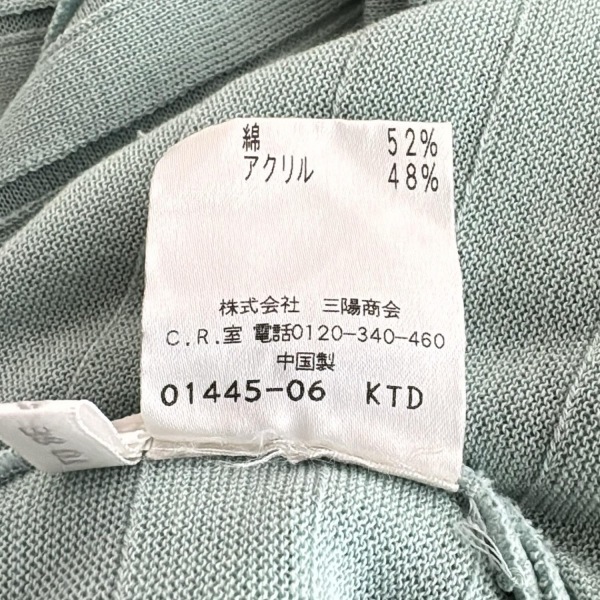 綿 52%
アクリル 48%
株式会社 三陽商会
C.R.室 電話0120-340-460
中国製
01445-06 KTD